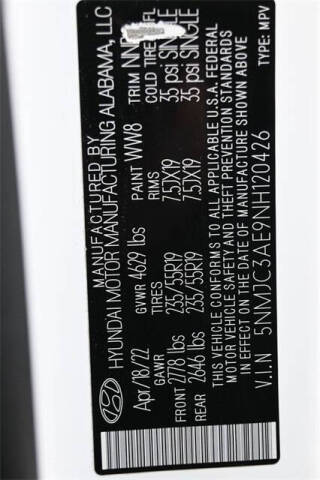 MANUFACTURED BY
HYUNDAI MOTOR MANUFACTURING ALABAMA, LLC
Apr/18/22 GVWR 4629 lbs PAINT WW8 TRIM NNB
GAWR TIRES RIMS COLD TIRE
FRONT 2778 lbs 235/55R19 7.5JX19 35 psi SINGLE
REAR 2646 lbs 235/55R19 7.5JX19 35 psi SINGLE
THIS VEHICLE CONFORMS TO ALL APPLICABLE U.S.A. FEDERAL
MOTOR VEHICLE SAFETY AND THEFT PREVENTION STANDARDS
IN EFFECT ON THE DATE OF MANUFACTURE SHOWN ABOVE
V.I.N 5NMJC3AE9NH120426 TYPE: MPV